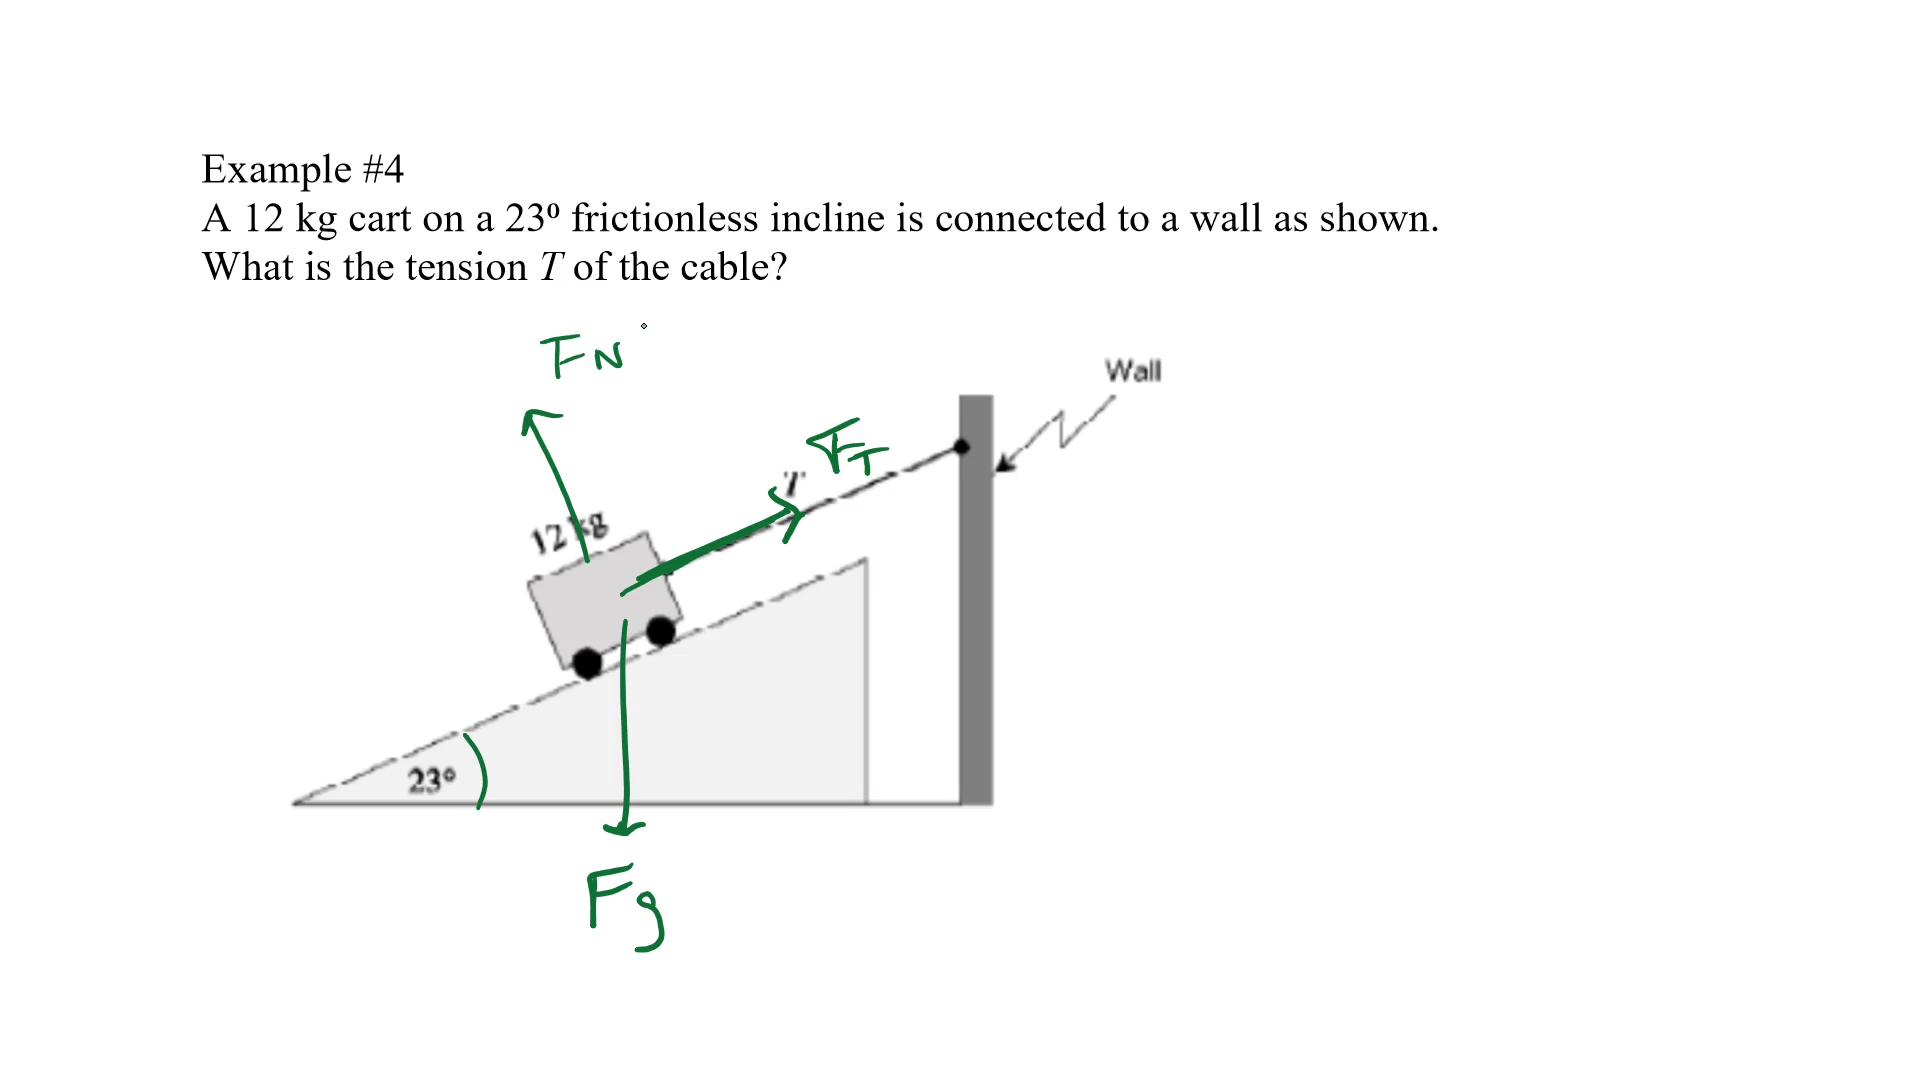 Example #4
A 12 kg cart on a 23º frictionless incline is connected to a wall as shown.
What is the tension T of the cable?
FN
Wall
FT
T
12 kg
23º
Fg